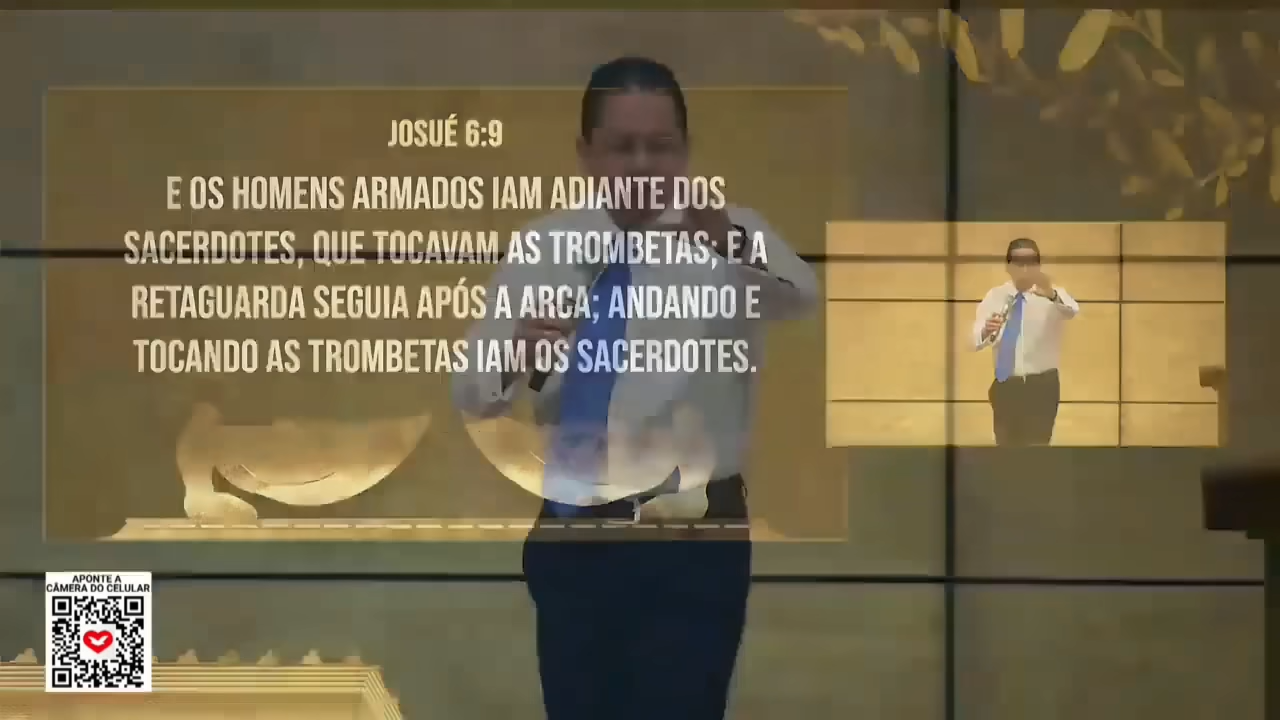 JOSUÉ 6:9
E OS HOMENS ARMADOS IAM ADIANTE DOS
SACERDOTES, QUE TOCAVAM AS TROMBETAS; E A
RETAGUARDA SEGUIA APÓS A ARCA; ANDANDO E
TOCANDO AS TROMBETAS IAM OS SACERDOTES.
APONTE A
CÂMERA DO CELULAR